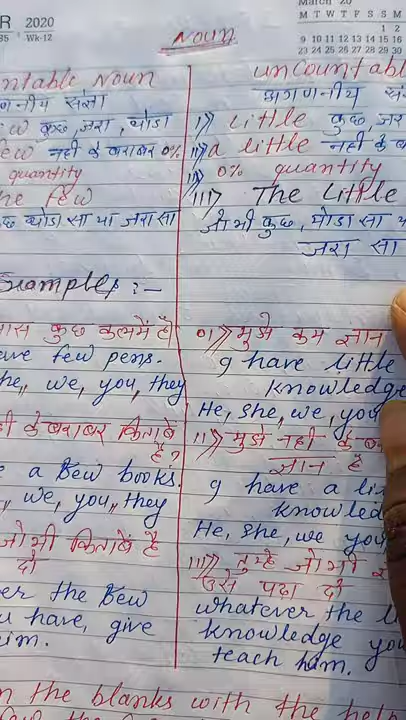 R 2020
Wk-12
March 20
M T W T F S S M
1 2
9 10 11 12 13 14 15 16
23 24 25 26 27 28 29 30
Noun
ntable Noun
णनीय संज्ञा
कुछ, जरा, थोडा
ew नही के बराबर 0%
quantity
he few
कुछ थोडा सा या जरा सा
uncountabl
अगणनीय सं
i) Little कुछ, जर
ii) a little नही के ब
0% quantity
iii) The Little
जो भी कुछ, थोडा सा य
जरा सा
Examples :-
ास कुछ कलमें है।
ave few pens.
he, we, you, they
ही के बराबर किताबें
है?
e a few books.
we, you, they
जो भी किताबें है
दो
er the few
u have, give
im.
01) मुझे कम ज्ञान
I have little
knowledge
He, she, we, you
ii) मुझे नही के ब
ज्ञान है
I have a li
knowled
He, she, we you
iii) तुम्हे जो भी
उसे पढा दो
whatever the l
knowledge you
teach him.
n the blanks with the help